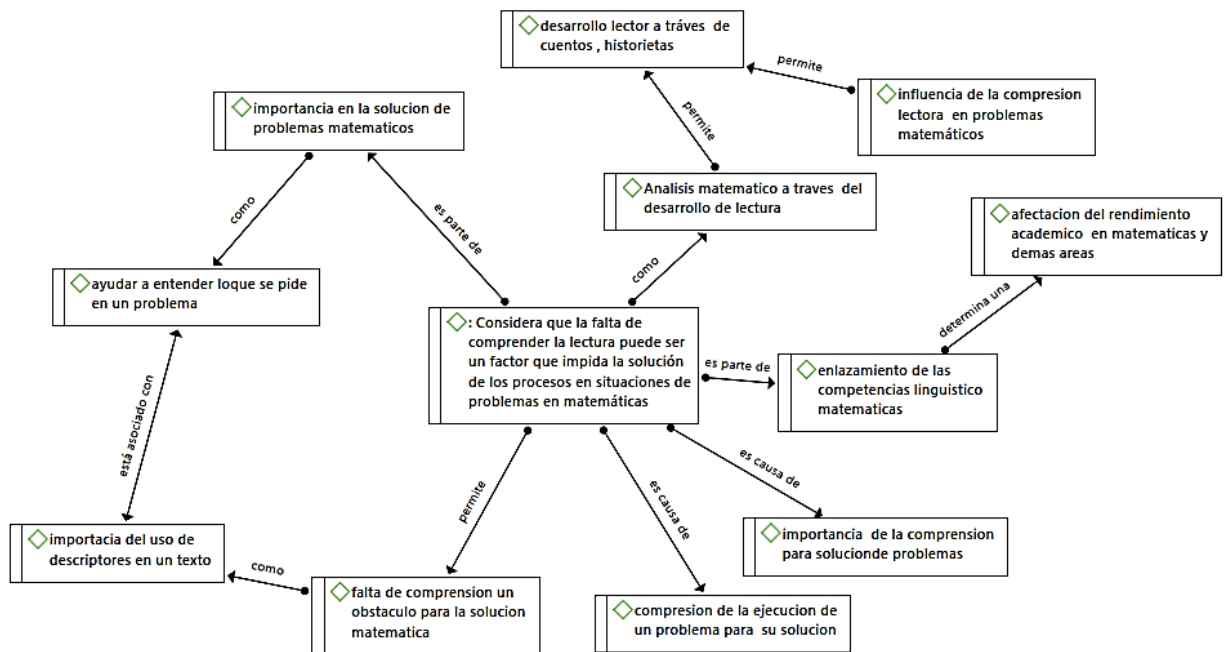 desarrollo lector a tráves de
cuentos , historietas
permite
influencia de la compresion
lectora en problemas
matemáticos
importancia en la solucion de
problemas matematicos
permite
Analisis matematico a traves del
desarrollo de lectura
como
es parte de
como
afectacion del rendimiento
academico en matematicas y
demas areas
ayudar a entender loque se pide
en un problema
determina una
: Considera que la falta de
comprender la lectura puede ser
un factor que impida la solución
de los procesos en situaciones de
problemas en matemáticas
es parte de
enlazamiento de las
competencias linguistico
matematicas
está asociado con
es causa de
es causa de
permite
importacia del uso de
descriptores en un texto
importancia de la comprension
para solucionde problemas
como
falta de comprension un
obstaculo para la solucion
matematica
compresion de la ejecucion de
un problema para su solucion